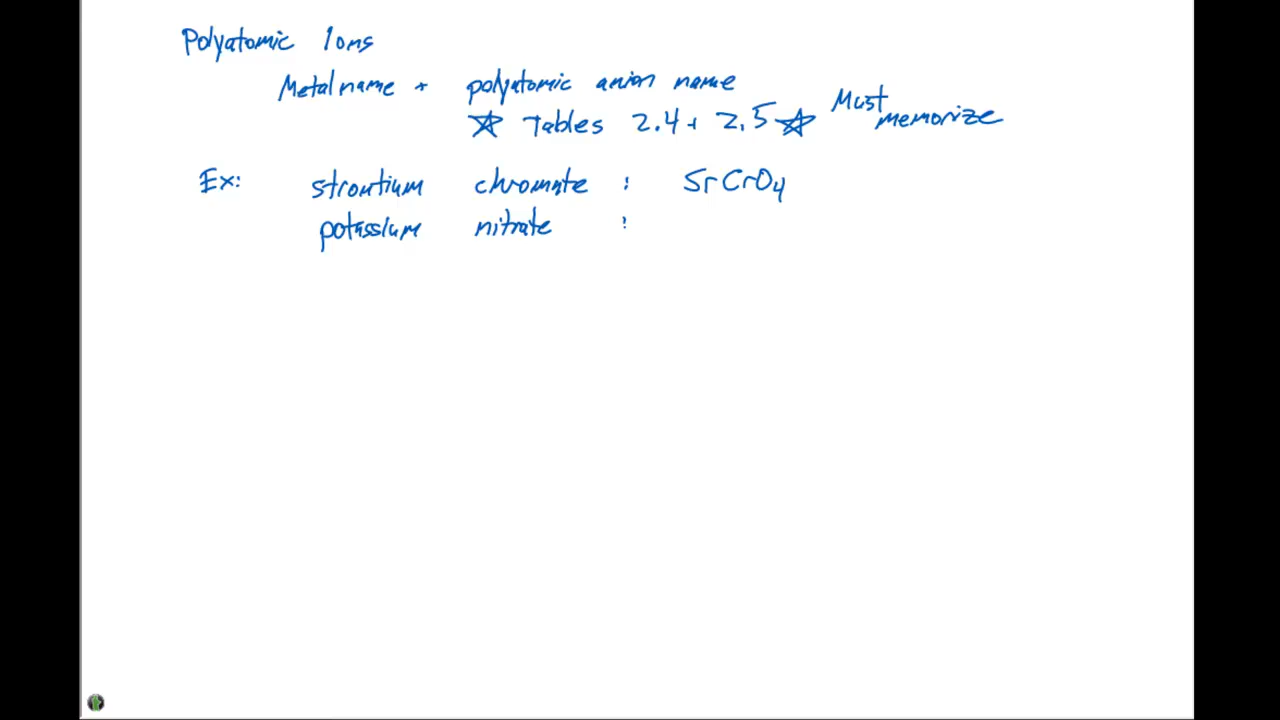 Polyatomic Ions
Metal name + polyatomic anion name
☆ Tables 2.4 + 2.5 ☆ Must memorize
Ex: strontium chromate : SrCrO4
potassium nitrate :